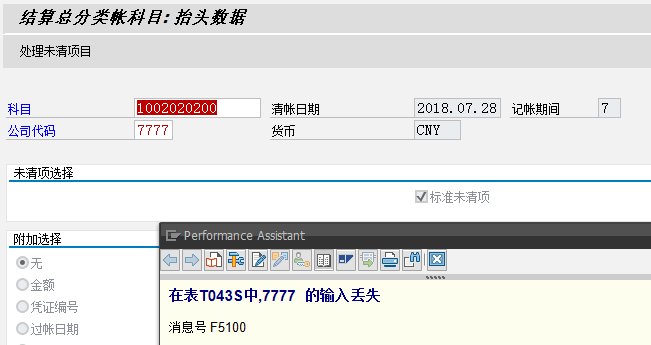 结算总分类帐科目:抬头数据
处理未清项目
科目 1002020200 清帐日期 2018.07.28 记帐期间 7
公司代码 7777 货币 CNY
未清项选择
标准未清项
附加选择
无
金额
凭证编号
过帐日期
Performance Assistant
在表T043S中,7777 的输入丢失
消息号 F5100